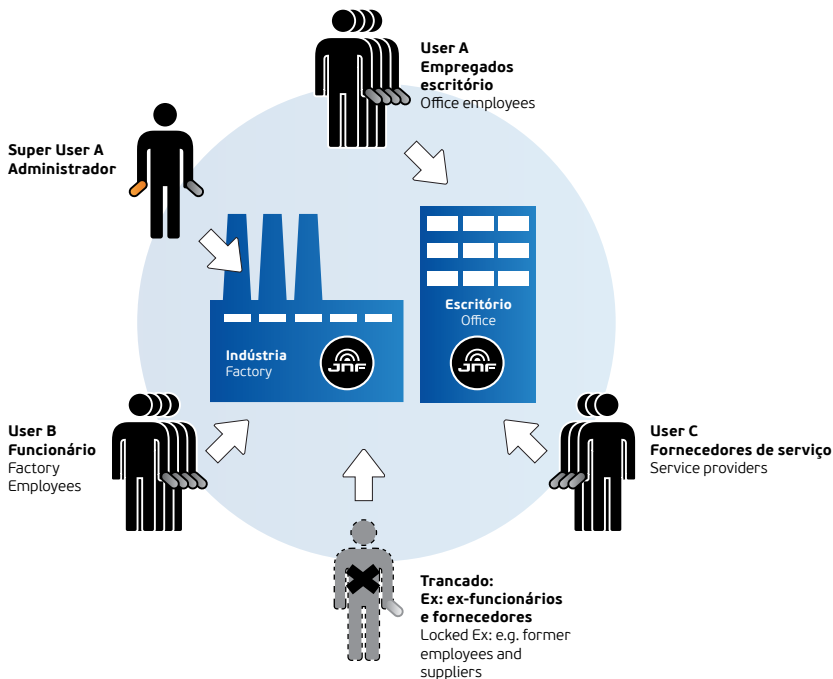 User A
Empregados
escritório
Office employees
Super User A
Administrador
Escritório
Office
JNF
Indústria
Factory
JNF
User B
Funcionário
Factory
Employees
User C
Fornecedores de serviço
Service providers
Trancado:
Ex: ex-funcionários
e fornecedores
Locked Ex: e.g. former
employees and
suppliers